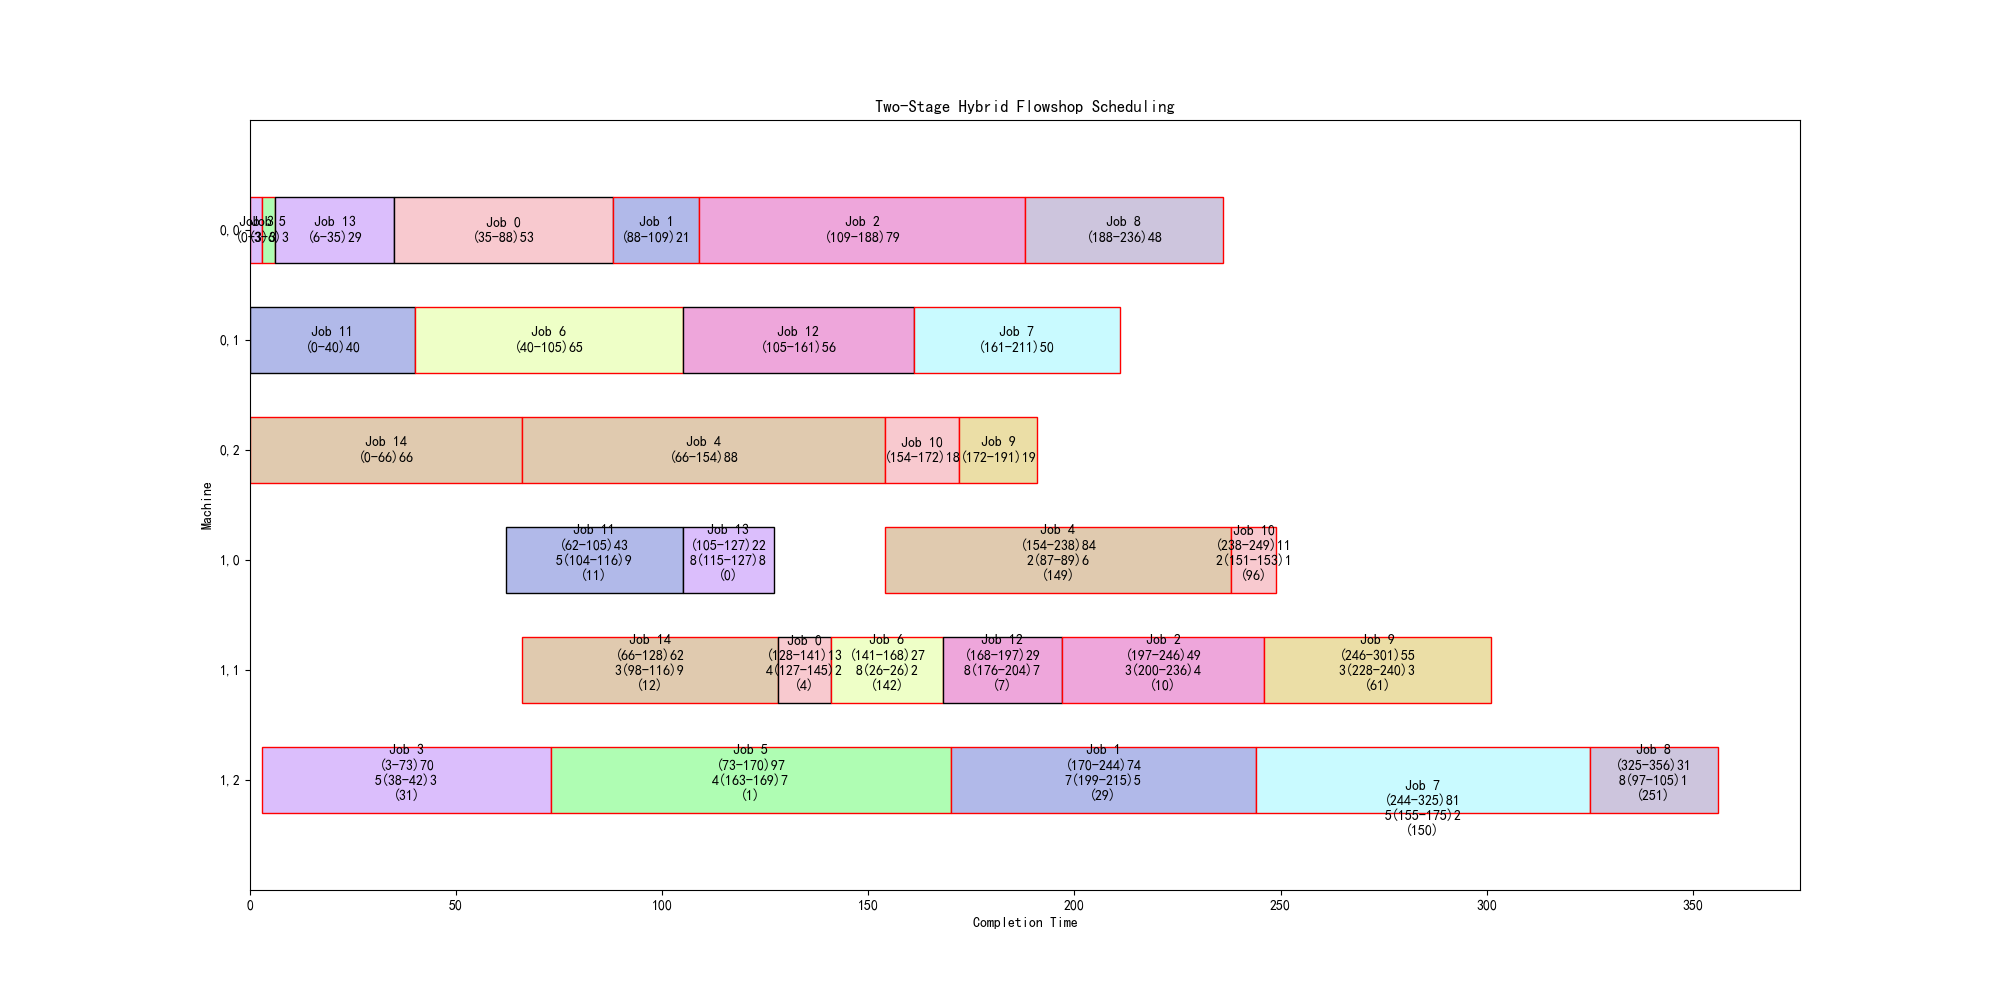 Two-Stage Hybrid Flowshop Scheduling
0,0
Job 13
(6-35)29
Job 0
(35-88)53
Job 1
(88-109)21
Job 2
(109-188)79
Job 8
(188-236)48
0,1
Job 11
(0-40)40
Job 6
(40-105)65
Job 12
(105-161)56
Job 7
(161-211)50
0,2
Job 14
(0-66)66
Job 4
(66-154)88
Job 10
(154-172)18
Job 9
(172-191)19
Machine
1,0
Job 11
(62-105)43
5(104-116)9
(11)
Job 13
(105-127)22
8(115-127)8
(0)
Job 4
(154-238)84
2(87-89)6
(149)
Job 10
(238-249)11
2(151-153)1
(96)
1,1
Job 14
(66-128)62
3(98-116)9
(12)
Job 0
(128-141)13
4(127-145)2
(4)
Job 6
(141-168)27
8(26-26)2
(142)
Job 12
(168-197)29
8(176-204)7
(7)
Job 2
(197-246)49
3(200-236)4
(10)
Job 9
(246-301)55
3(228-240)3
(61)
1,2
Job 3
(3-73)70
5(38-42)3
(31)
Job 5
(73-170)97
4(163-169)7
(1)
Job 1
(170-244)74
7(199-215)5
(29)
Job 7
(244-325)81
5(155-175)2
(150)
Job 8
(325-356)31
8(97-105)1
(251)
0 50 100 150 200 250 300 350
Completion Time